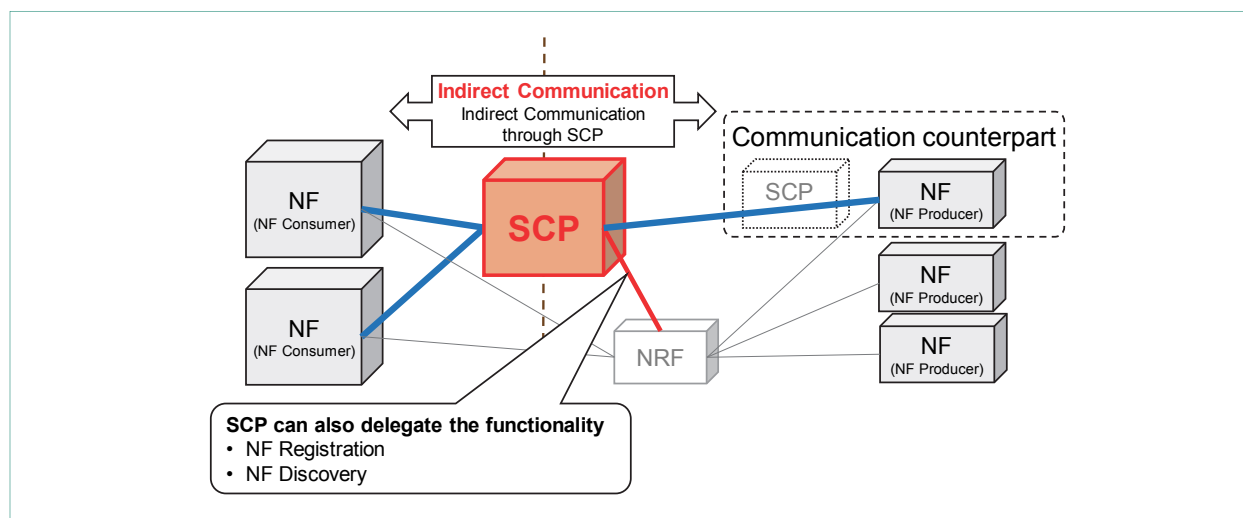 Indirect Communication
Indirect Communication
through SCP
Communication counterpart
NF
(NF Consumer)
SCP
SCP
NF
(NF Producer)
NF
(NF Producer)
NF
(NF Consumer)
NRF
NF
(NF Producer)
SCP can also delegate the functionality
• NF Registration
• NF Discovery